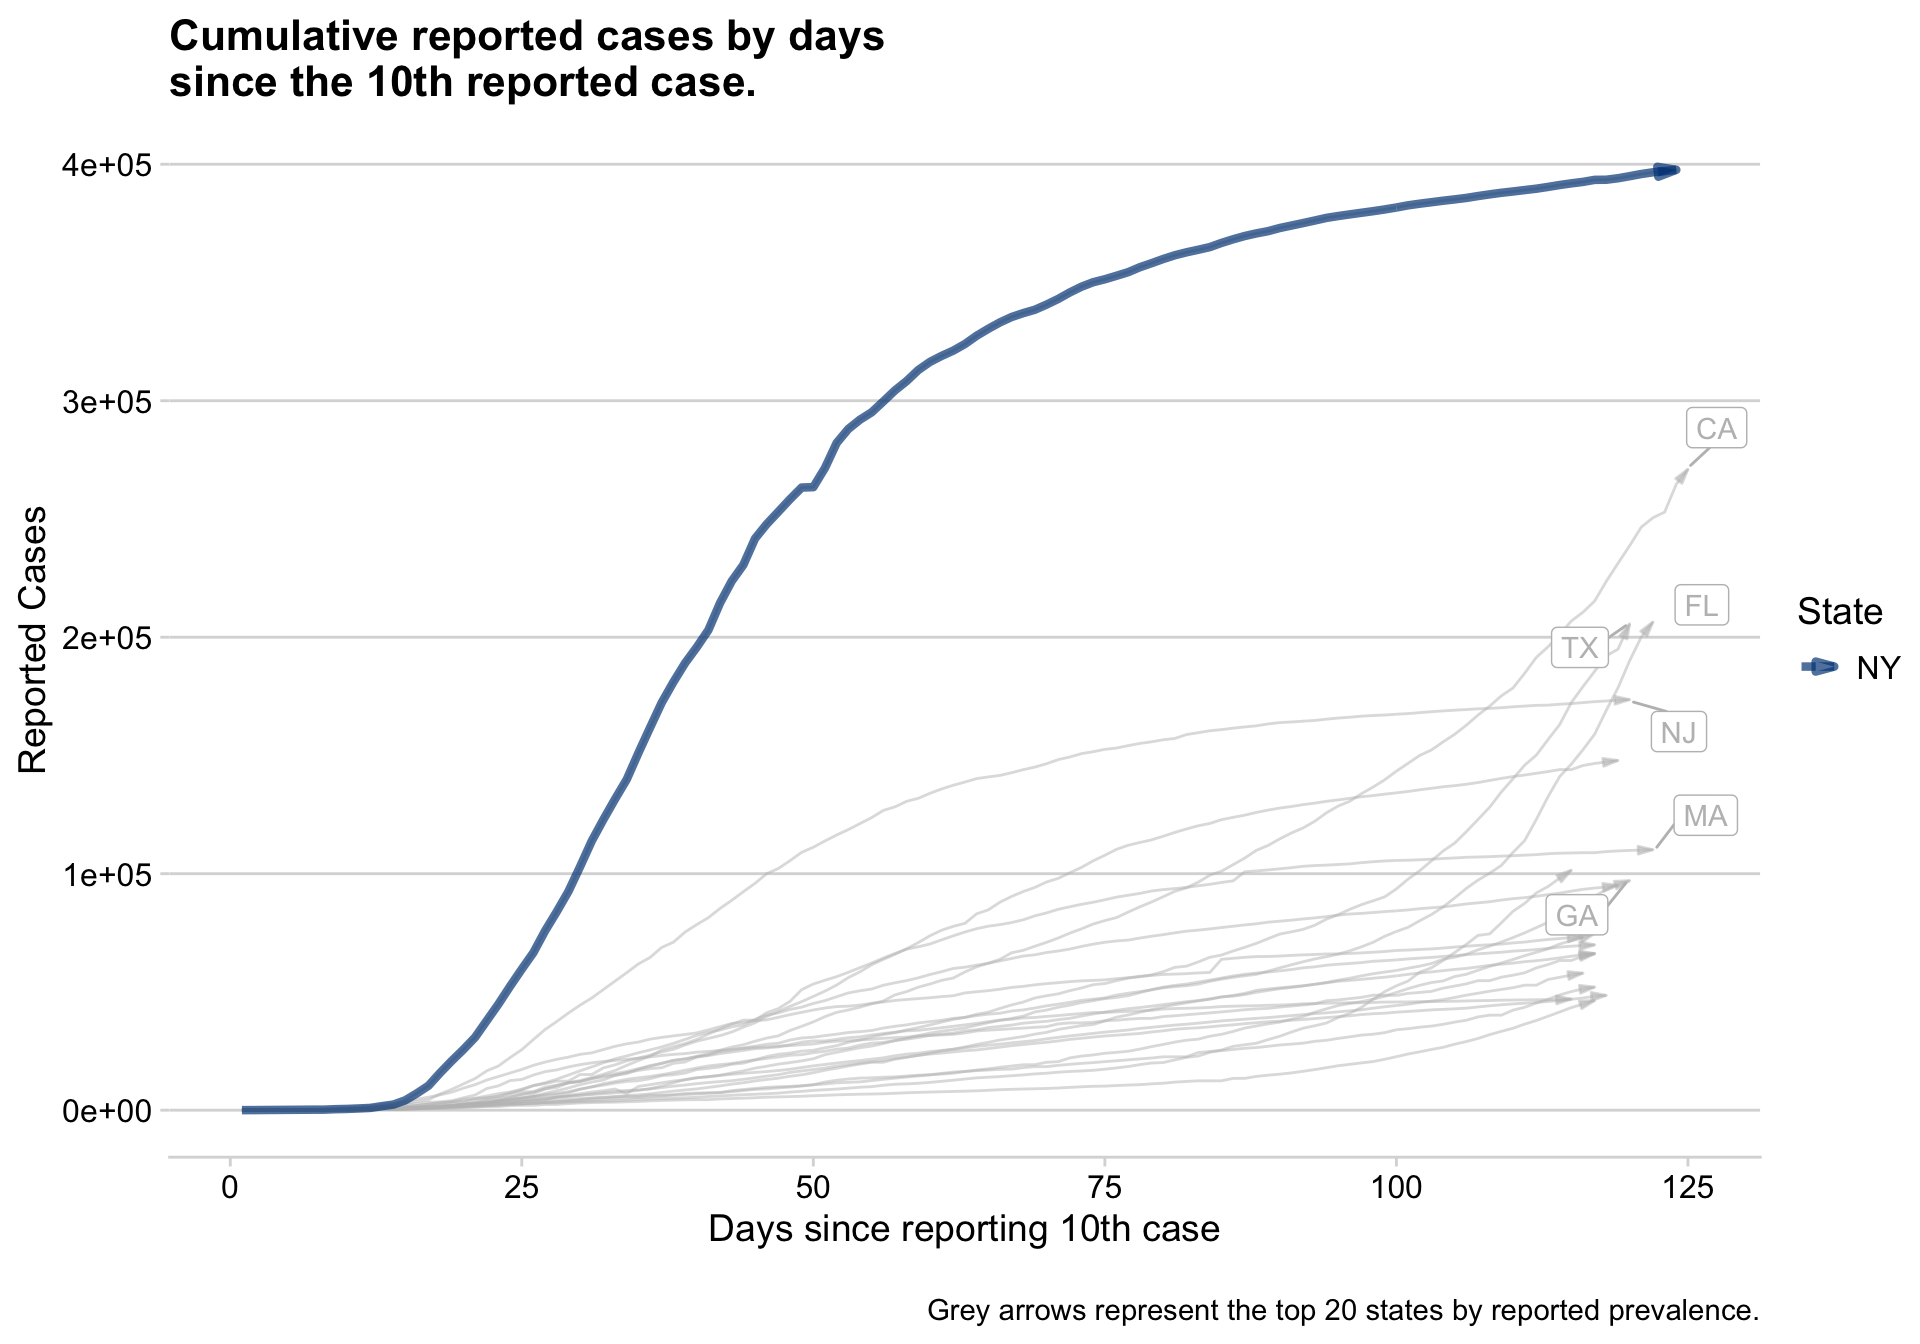 Cumulative reported cases by days
since the 10th reported case.
4e+05
3e+05
2e+05
1e+05
0e+00
Reported Cases
CA
FL
TX
NJ
MA
GA
State
NY
0 25 50 75 100 125
Days since reporting 10th case
Grey arrows represent the top 20 states by reported prevalence.